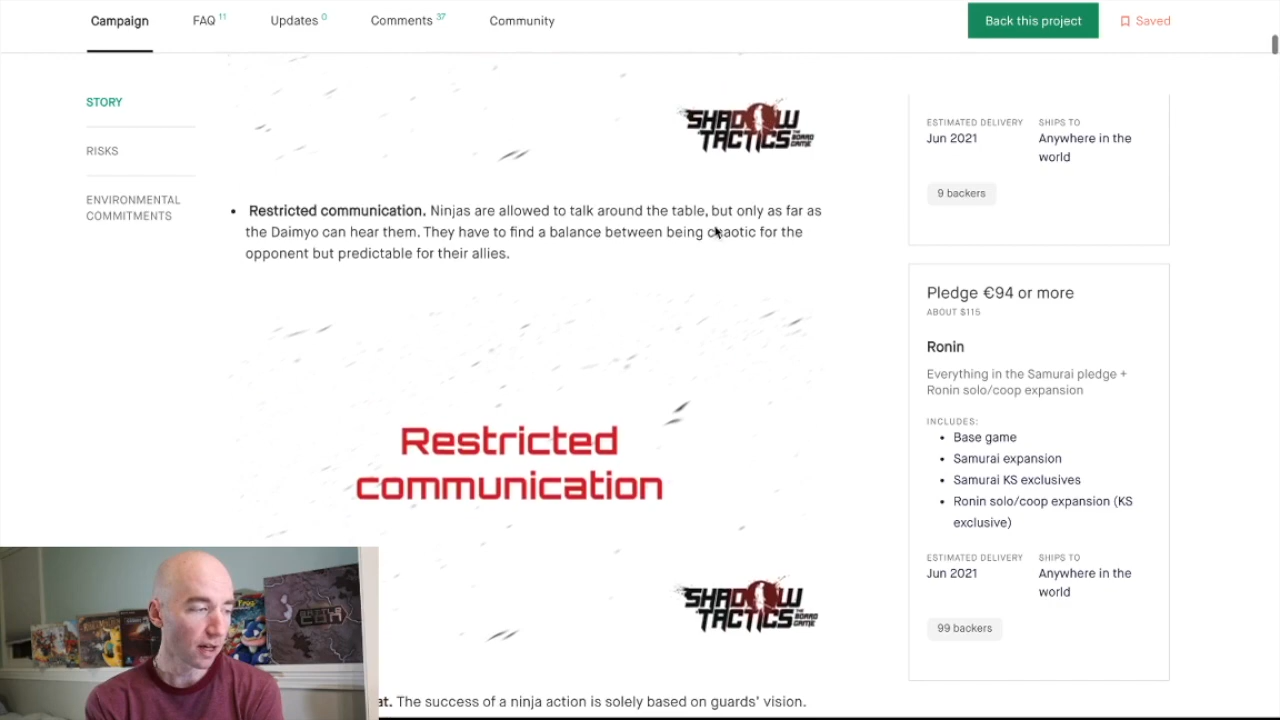 Campaign
FAQ 11
Updates 0
Comments 37
Community
Back this project
Saved
STORY
RISKS
ENVIRONMENTAL
COMMITMENTS
SHADOW
TACTICS THE BOARD GAME
• Restricted communication. Ninjas are allowed to talk around the table, but only as far as
the Daimyo can hear them. They have to find a balance between being chaotic for the
opponent but predictable for their allies.
Restricted
communication
SHADOW
TACTICS THE BOARD GAME
at. The success of a ninja action is solely based on guards’ vision.
ESTIMATED DELIVERY
Jun 2021
SHIPS TO
Anywhere in the
world
9 backers
Pledge €94 or more
ABOUT $115
Ronin
Everything in the Samurai pledge +
Ronin solo/coop expansion
INCLUDES:
• Base game
• Samurai expansion
• Samurai KS exclusives
• Ronin solo/coop expansion (KS
exclusive)
ESTIMATED DELIVERY
Jun 2021
SHIPS TO
Anywhere in the
world
99 backers